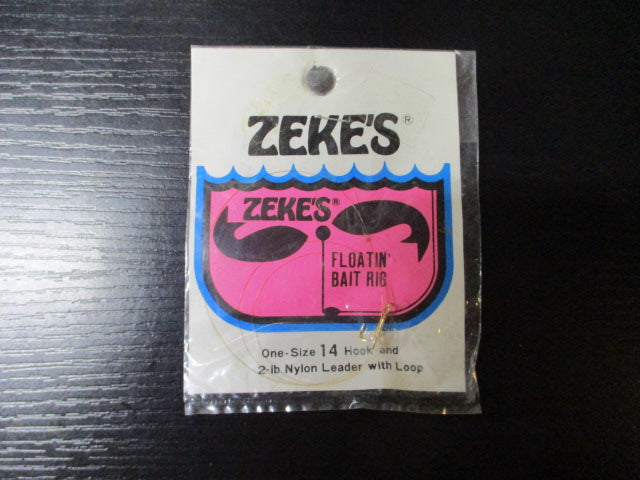 ZEKE'S®
ZEKE'S®
FLOATIN'
BAIT RIG
One-Size 14 Hook and
2-lb. Nylon Leader with Loop